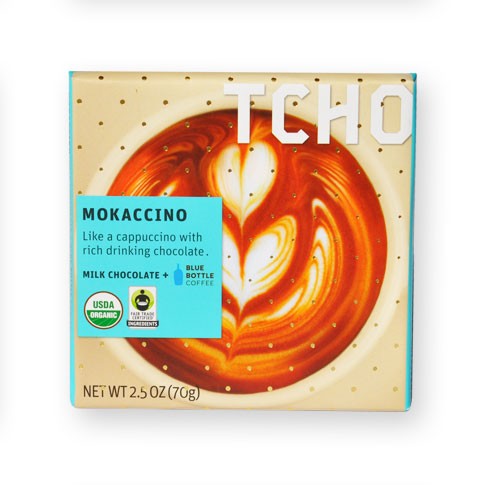 TCHO
MOKACCINO
Like a cappuccino with
rich drinking chocolate.
MILK CHOCOLATE +
BLUE
BOTTLE
COFFEE
USDA
ORGANIC
FAIR TRADE
CERTIFIED
INGREDIENTS
NET WT 2.5 OZ (70g)